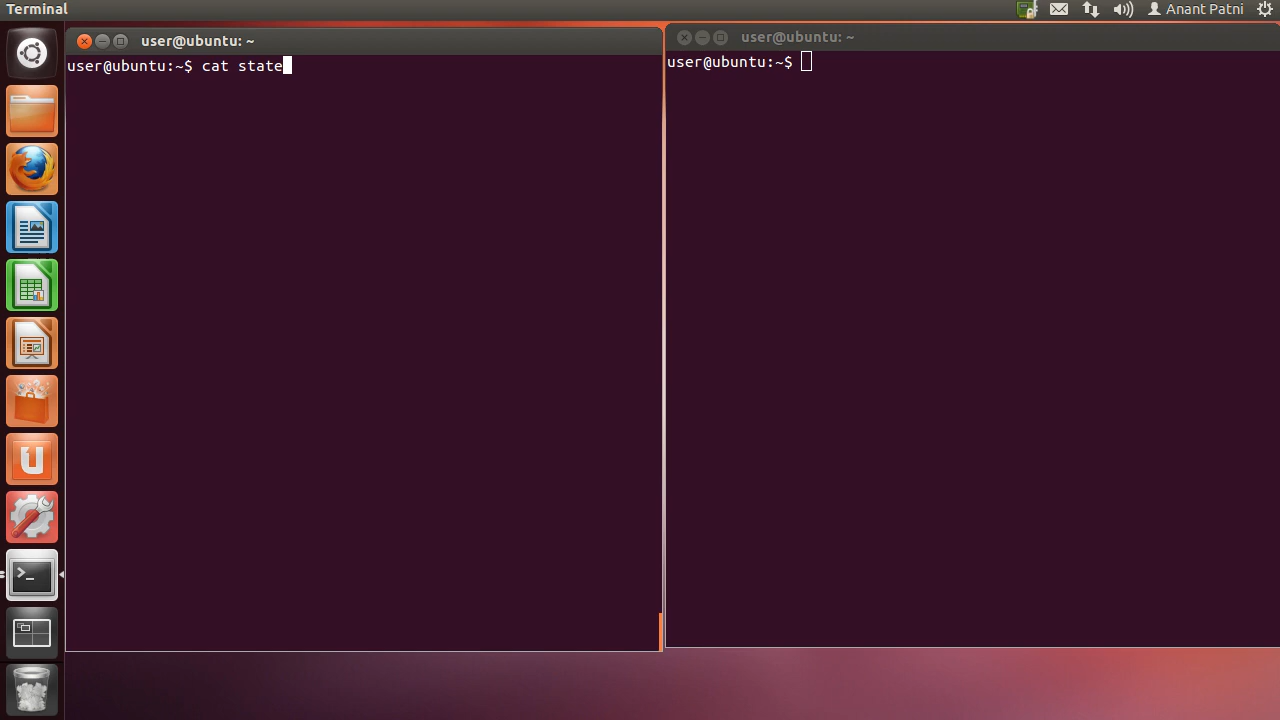 Terminal
Anant Patni
user@ubuntu: ~
user@ubuntu:~$ cat state
user@ubuntu: ~
user@ubuntu:~$